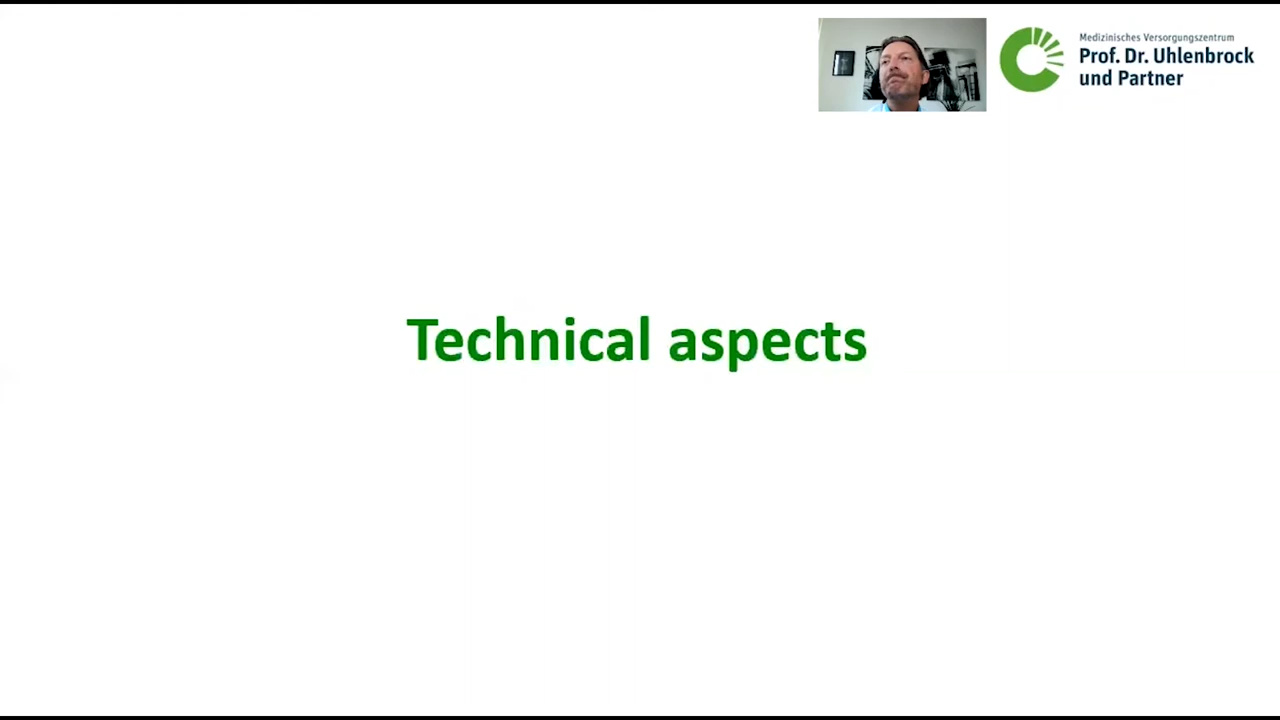 Medizinisches Versorgungszentrum
Prof. Dr. Uhlenbrock
und Partner
Technical aspects